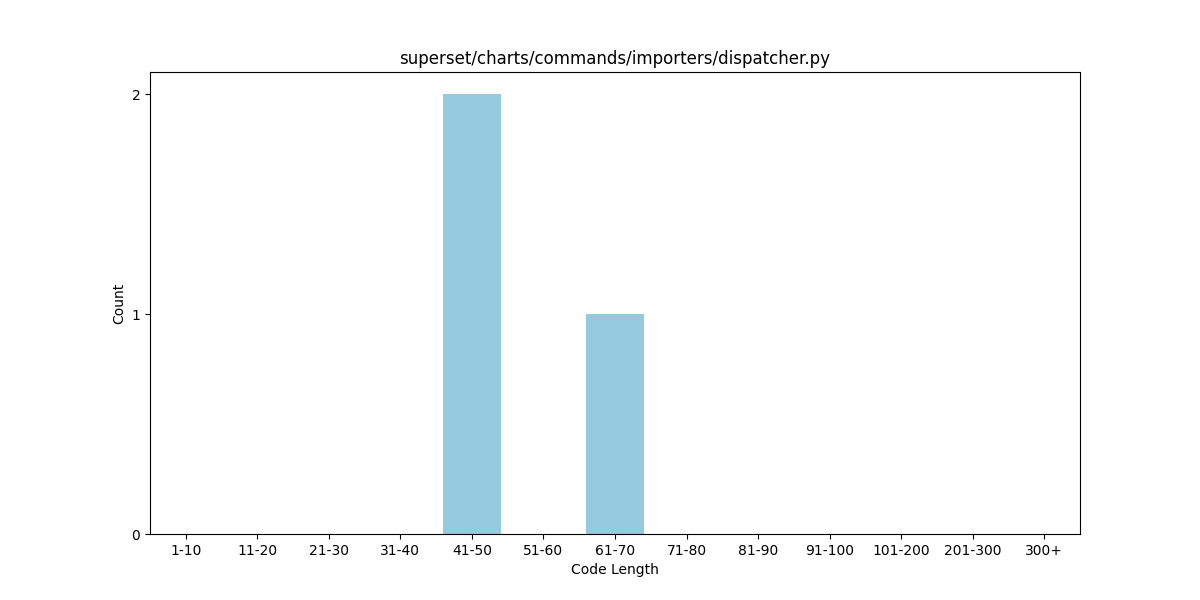 superset/charts/commands/importers/dispatcher.py
2
1
0
Count
1-10 11-20 21-30 31-40 41-50 51-60 61-70 71-80 81-90 91-100 101-200 201-300 300+
Code Length